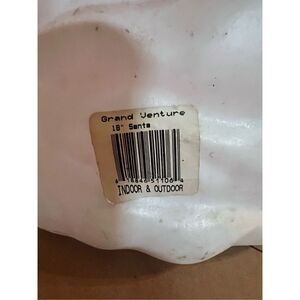 Grand Venture
18" Santa
INDOOR & OUTDOOR